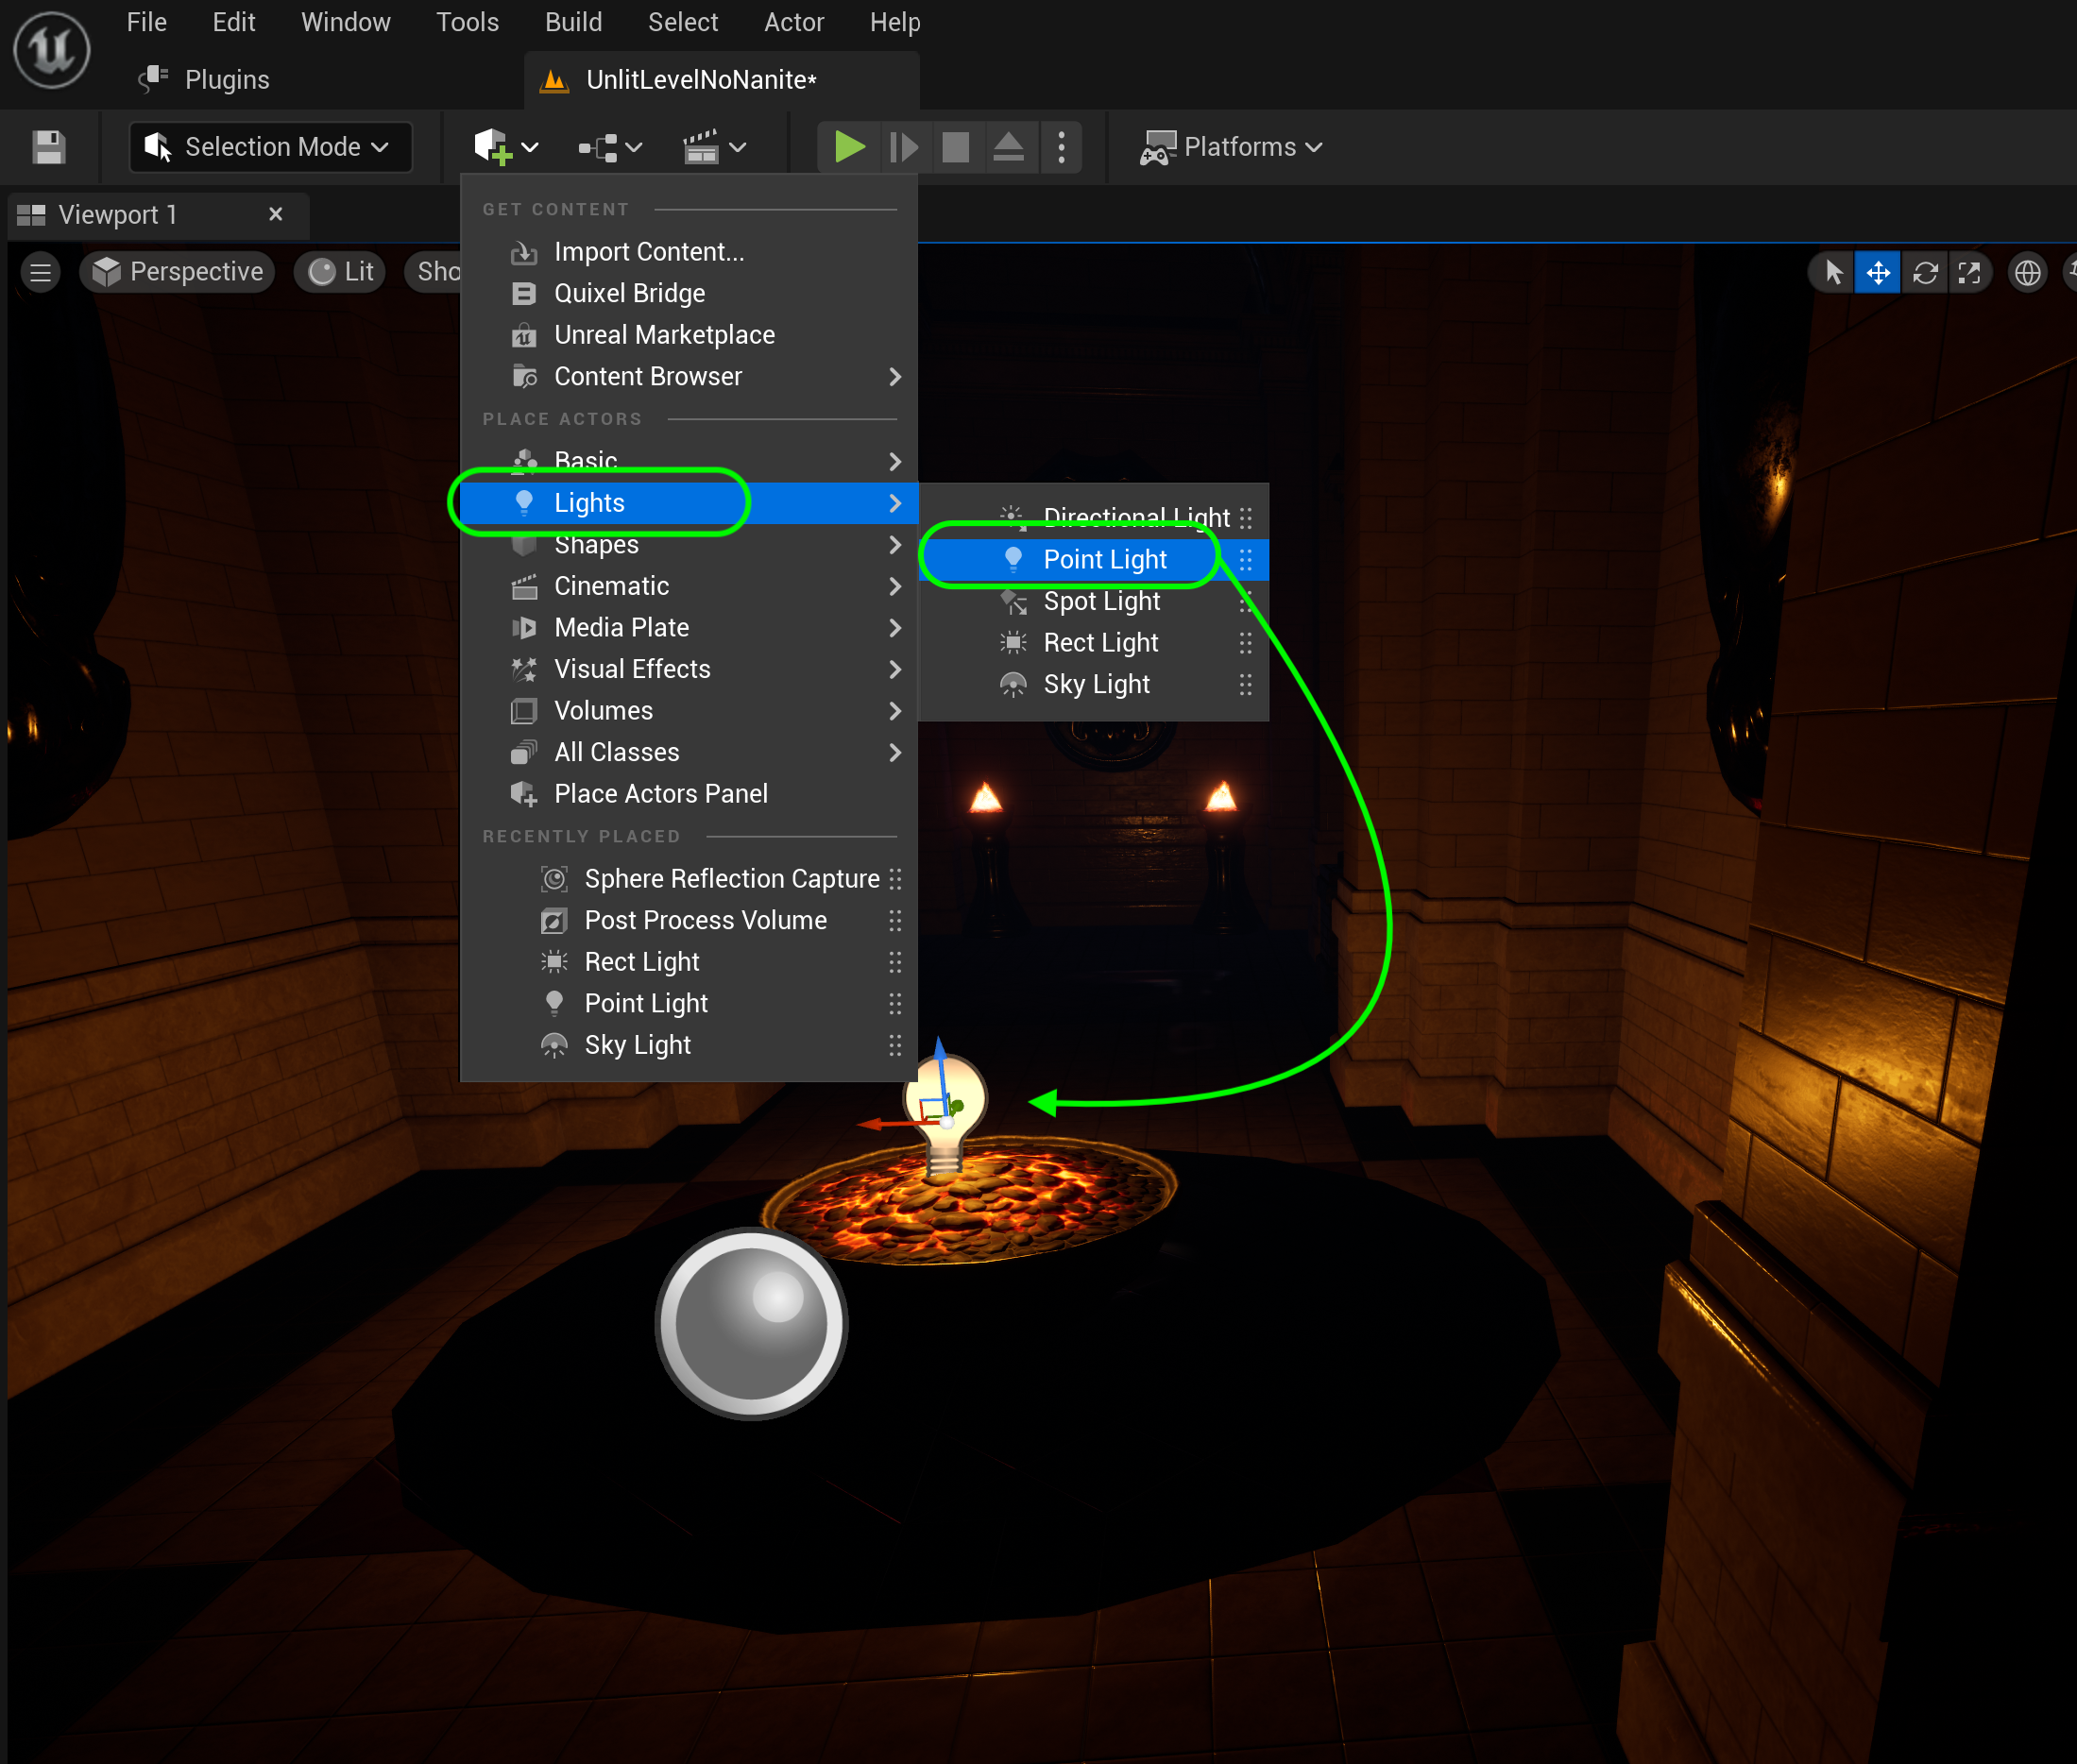 File Edit Window Tools Build Select Actor Help
Plugins
UnlitLevelNoNanite*
Selection Mode
Platforms
Viewport 1
Perspective
Lit
Sho
GET CONTENT
Import Content...
Quixel Bridge
Unreal Marketplace
Content Browser
PLACE ACTORS
Basic
Lights
Shapes
Cinematic
Media Plate
Visual Effects
Volumes
All Classes
Place Actors Panel
RECENTLY PLACED
Sphere Reflection Capture
Post Process Volume
Rect Light
Point Light
Sky Light
Directional Light
Point Light
Spot Light
Rect Light
Sky Light